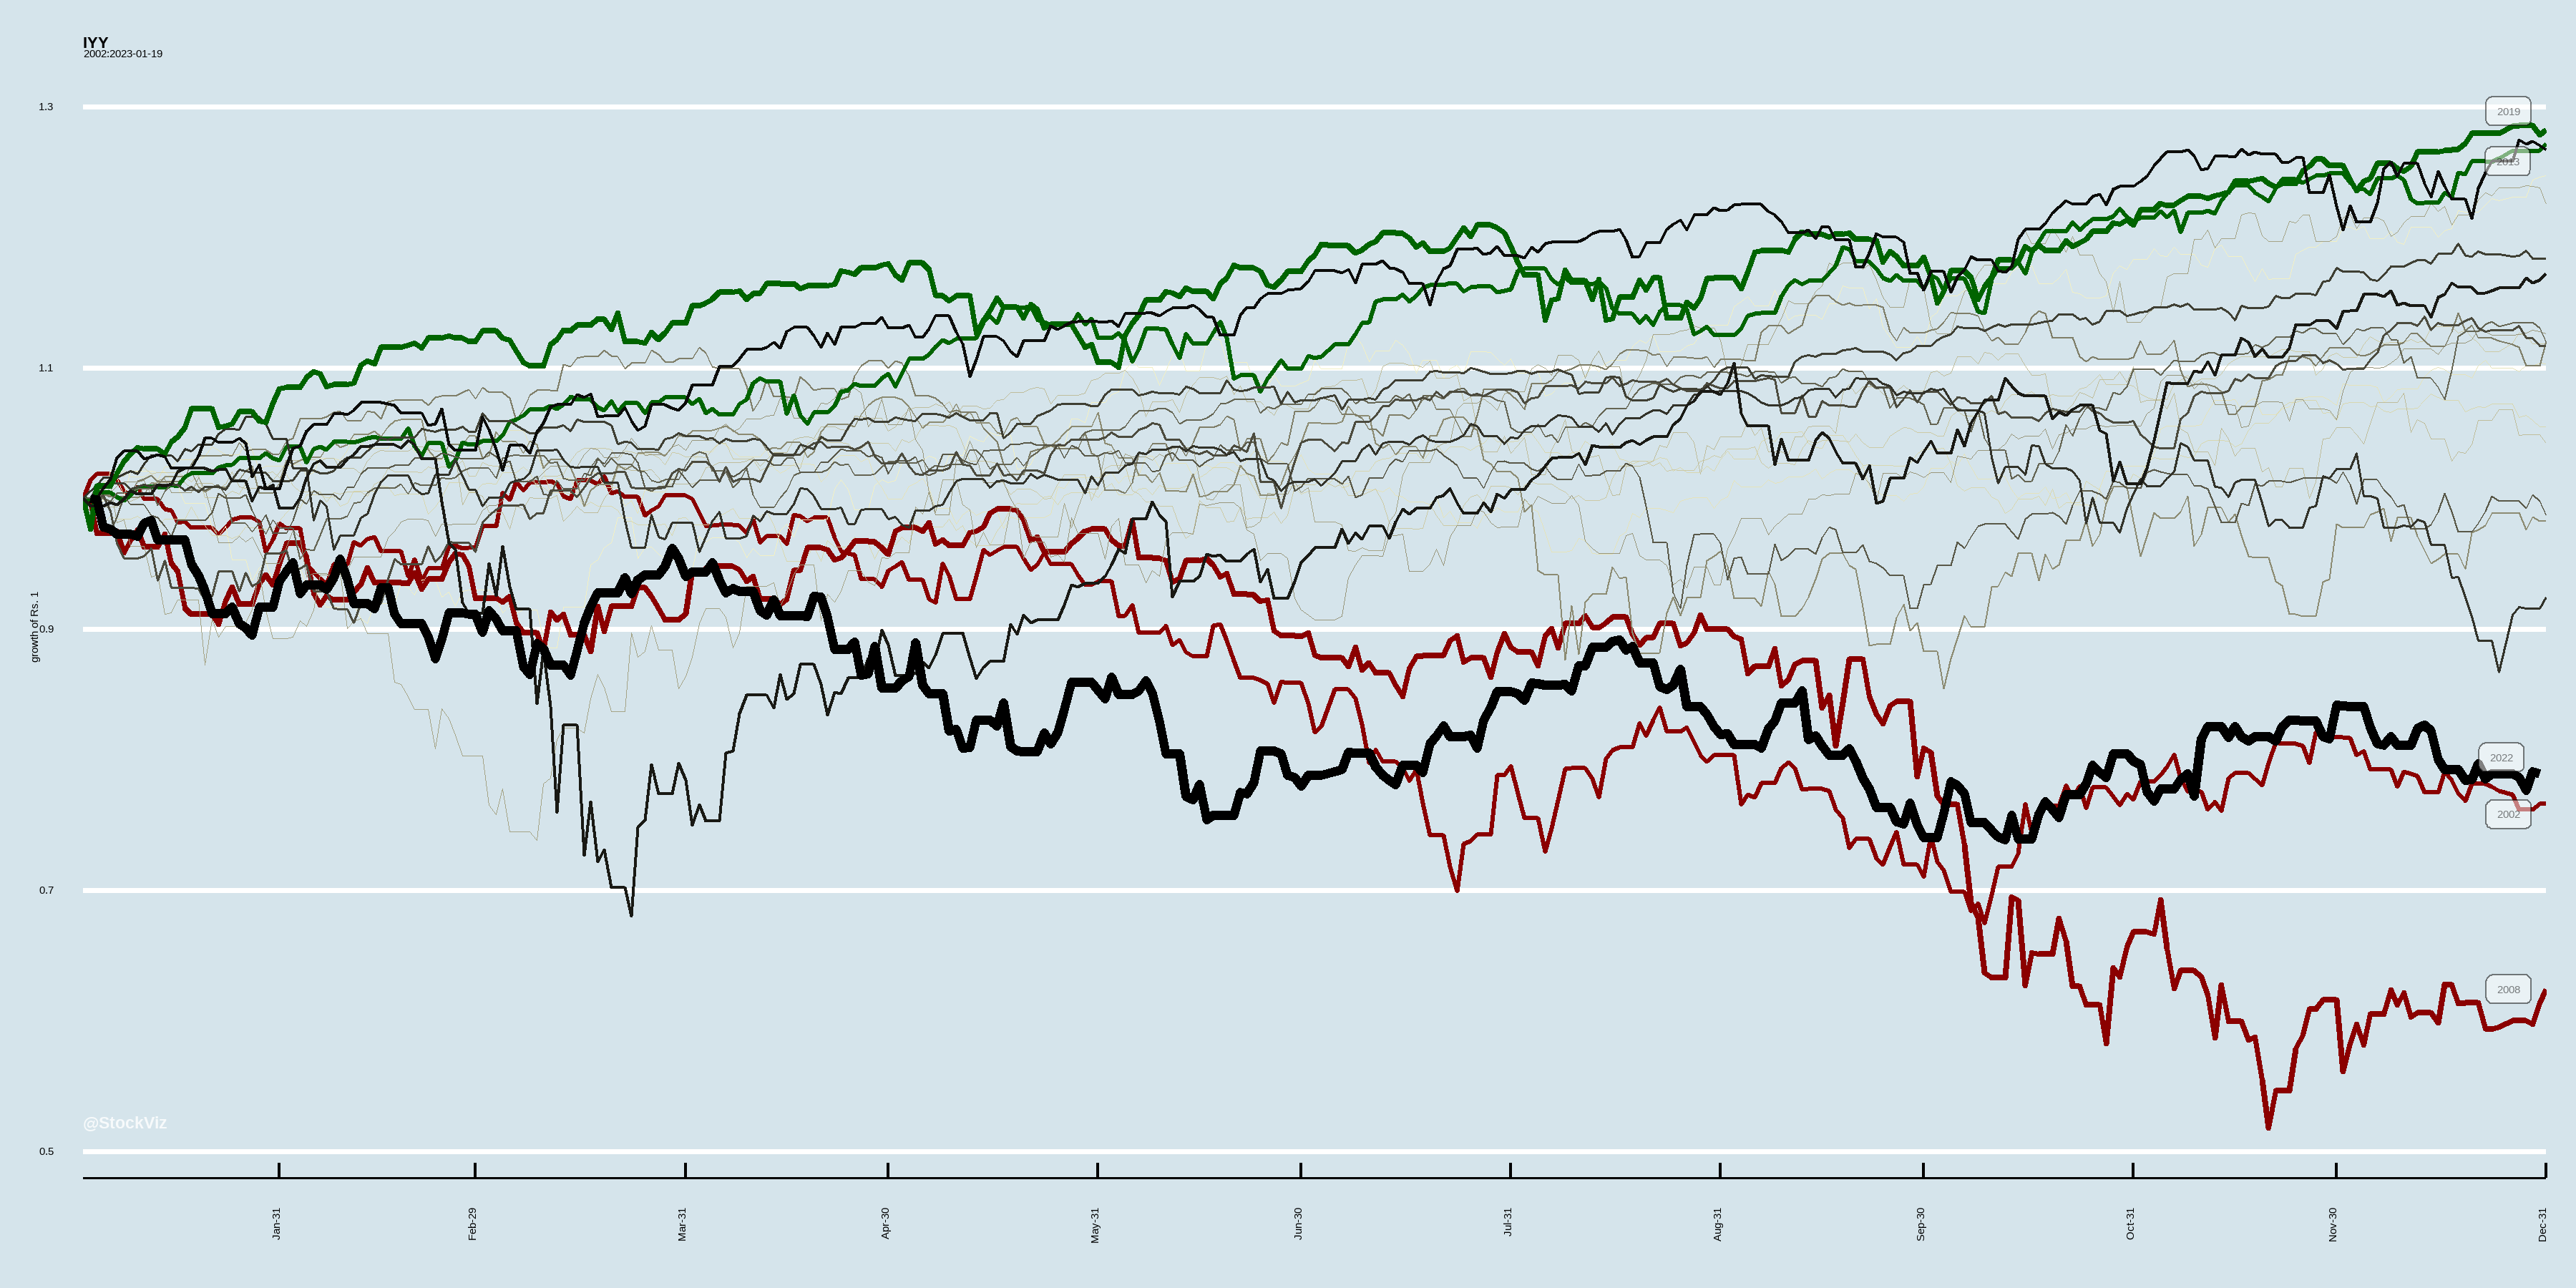 IYY
2002:2023-01-19
1.3
1.1
0.9
0.7
0.5
growth of Rs. 1
2019
2013
2022
2002
2008
@StockViz
Jan-31
Feb-29
Mar-31
Apr-30
May-31
Jun-30
Jul-31
Aug-31
Sep-30
Oct-31
Nov-30
Dec-31